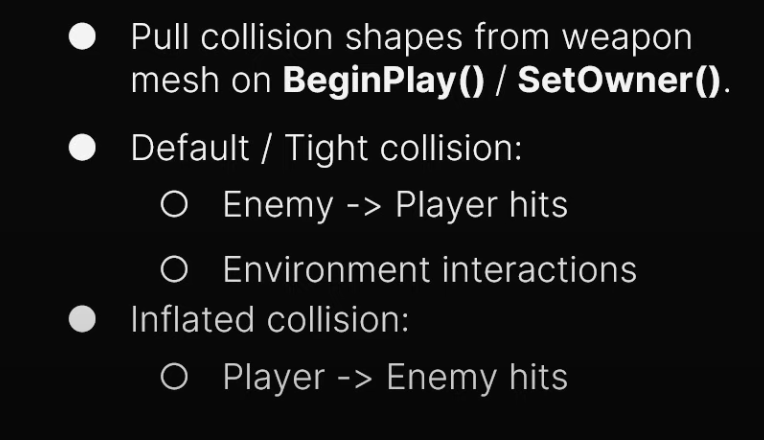 ● Pull collision shapes from weapon
mesh on BeginPlay() / SetOwner().
● Default / Tight collision:
○ Enemy -> Player hits
○ Environment interactions
● Inflated collision:
○ Player -> Enemy hits